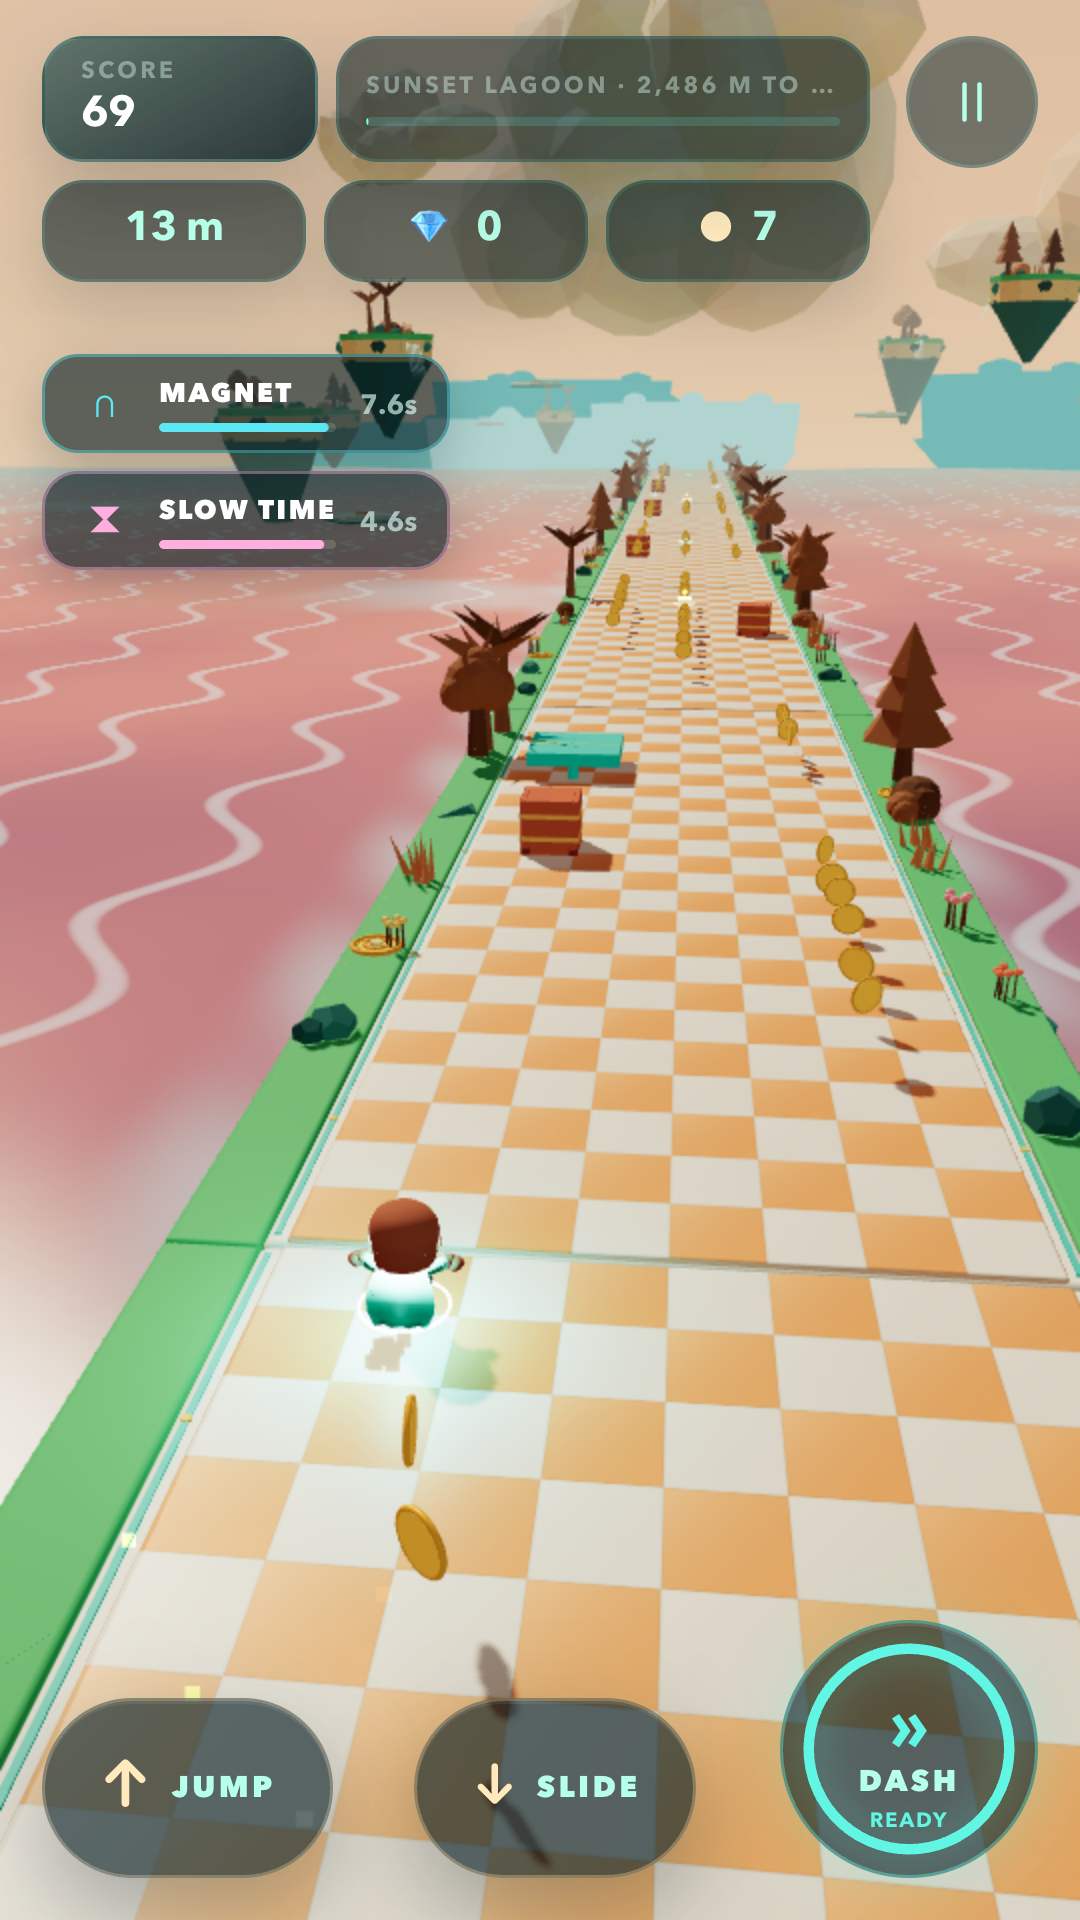 SCORE
69
SUNSET LAGOON · 2,486 M TO ...
13 m
0
7
MAGNET
7.6s
SLOW TIME
4.6s
JUMP
SLIDE
DASH
READY